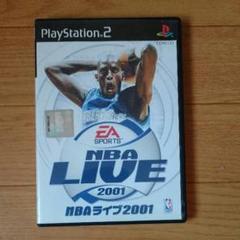 PlayStation 2
EA
SPORTS
NBA
LIVE
2001
NBAライブ2001